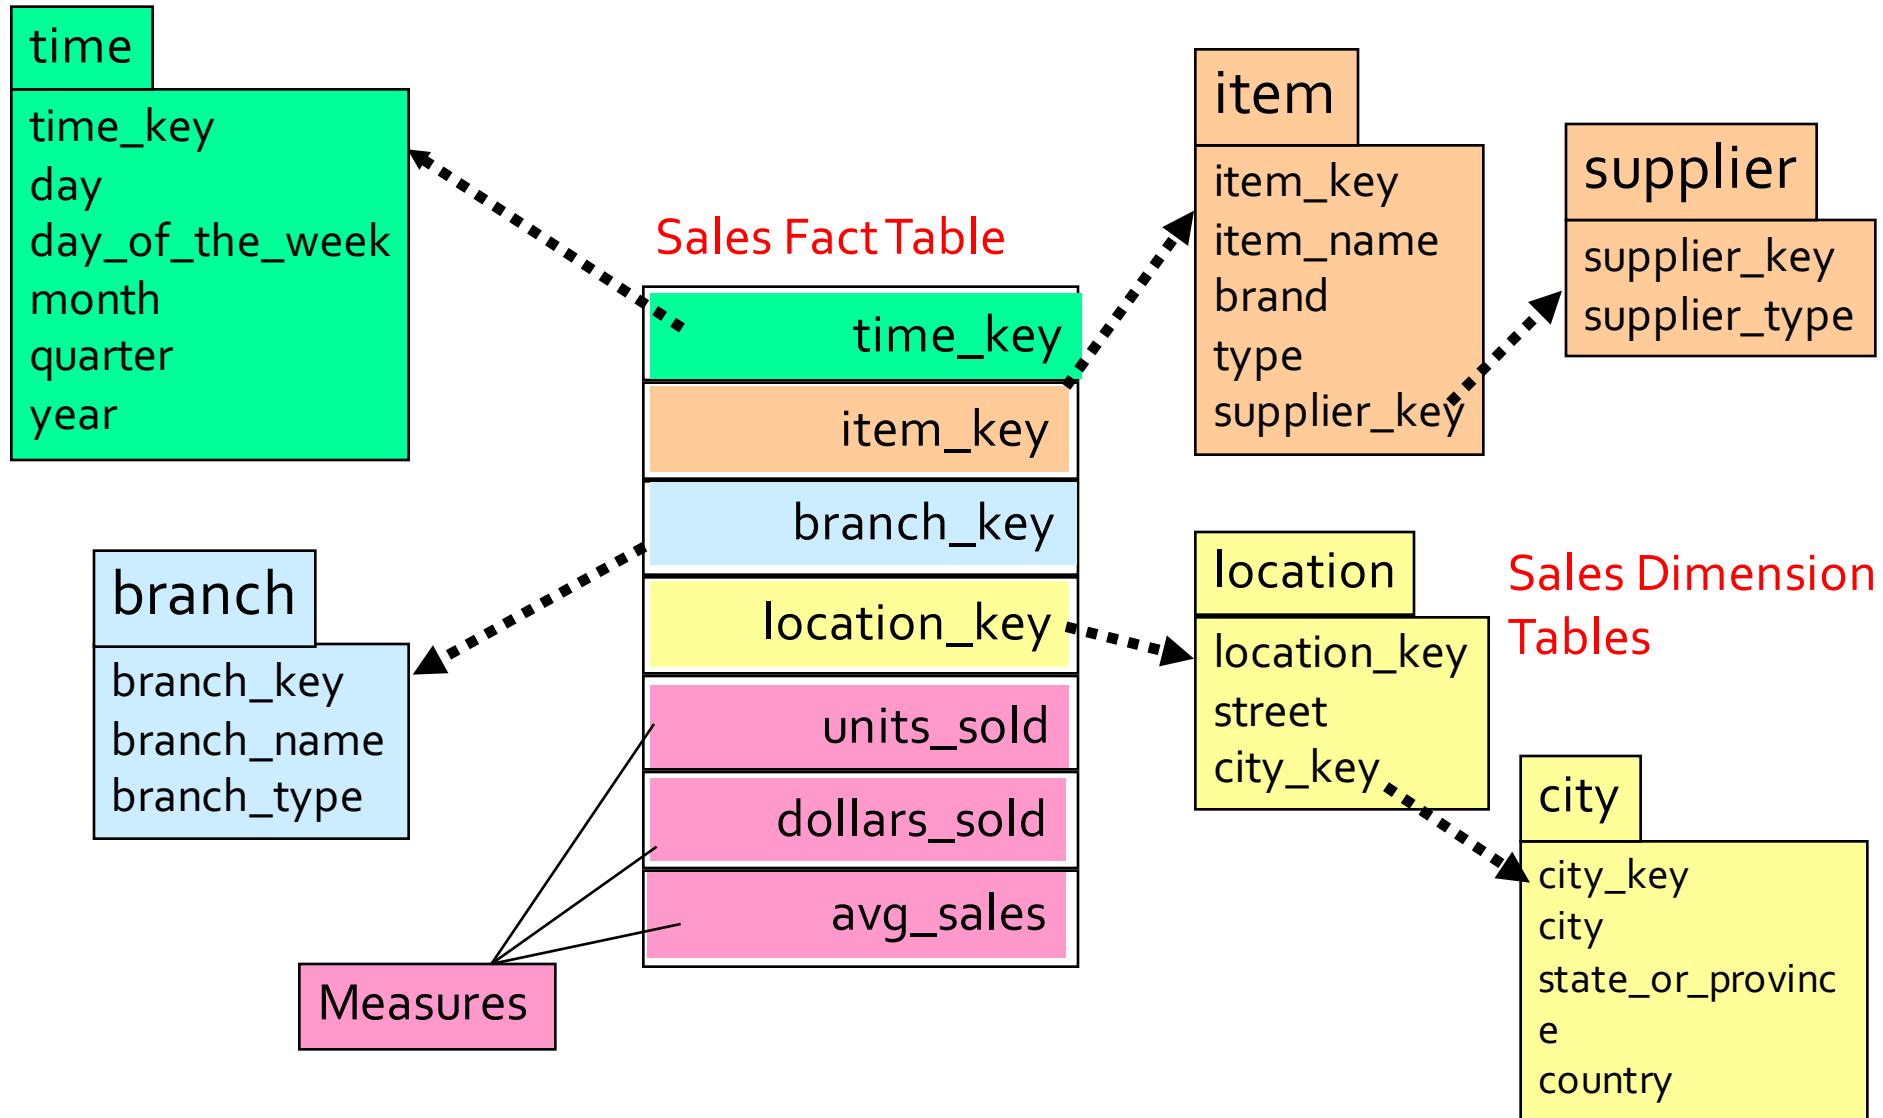 time
time_key
day
day_of_the_week
month
quarter
year
Sales Fact Table
time_key
item_key
branch_key
location_key
units_sold
dollars_sold
avg_sales
item
item_key
item_name
brand
type
supplier_key
supplier
supplier_key
supplier_type
branch
branch_key
branch_name
branch_type
location
location_key
street
city_key
Sales Dimension
Tables
city
city_key
city
state_or_provinc
e
country
Measures